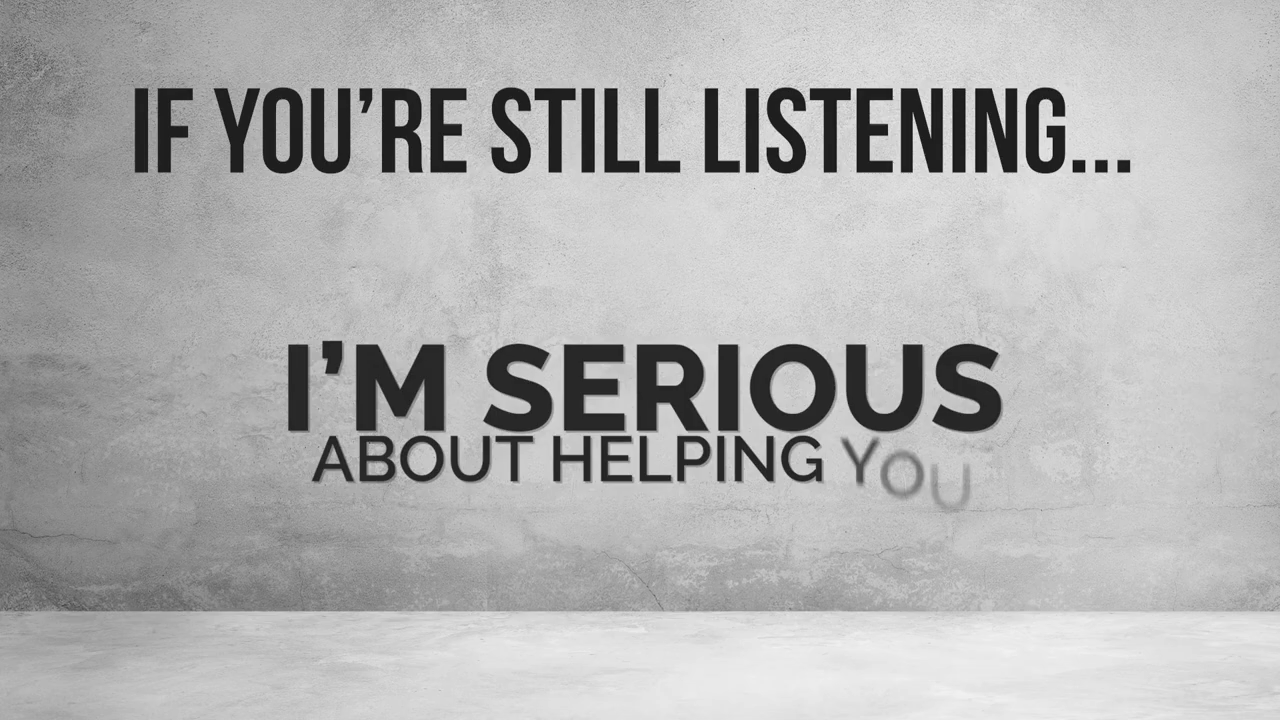 IF YOU’RE STILL LISTENING...
I’M SERIOUS
ABOUT HELPING YOU